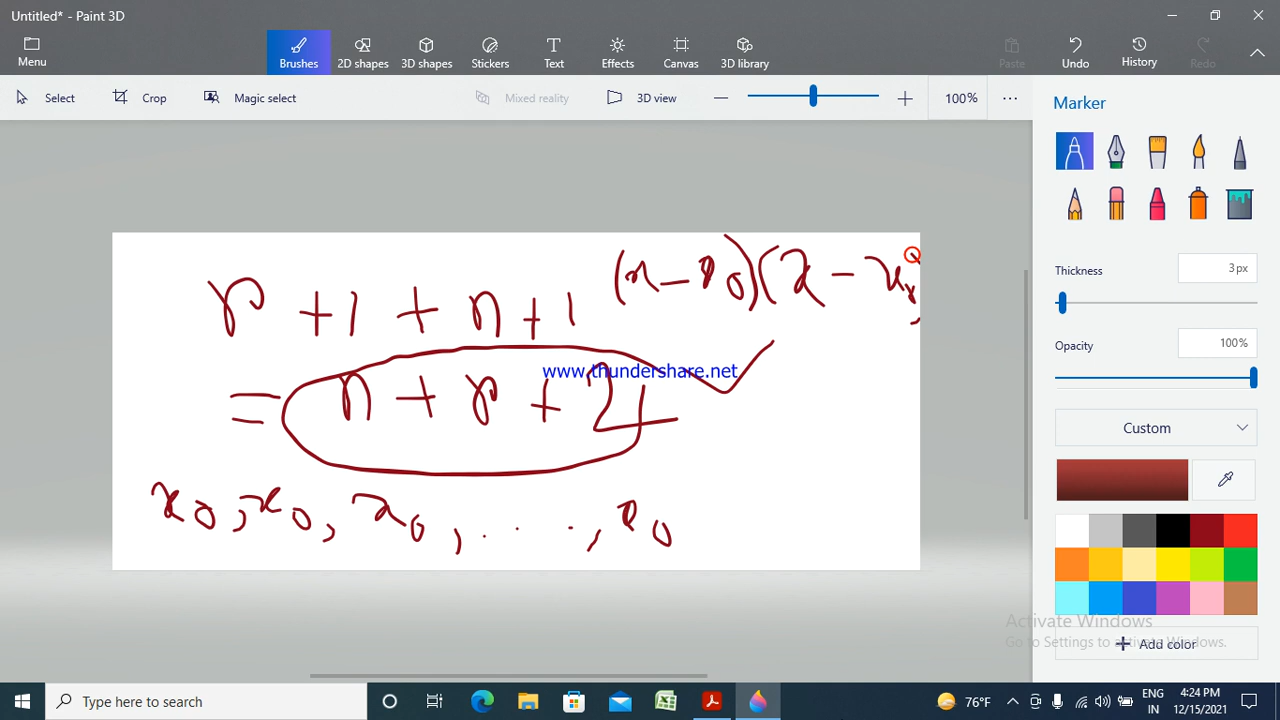 Untitled* - Paint 3D
Menu
Brushes
2D shapes
3D shapes
Stickers
Text
Effects
Canvas
3D library
Paste
Undo
History
Redo
Select
Crop
Magic select
Mixed reality
3D view
100%
Marker
Thickness
3px
Opacity
100%
Custom
Add color
(x - x0)(x - xr
r + 1 + n + 1
www.thundershare.net
= n + r + 2
x0, x0, x0, . . ., x0
Activate Windows
Go to Settings to activate Windows.
Type here to search
76°F
ENG
IN
4:24 PM
12/15/2021